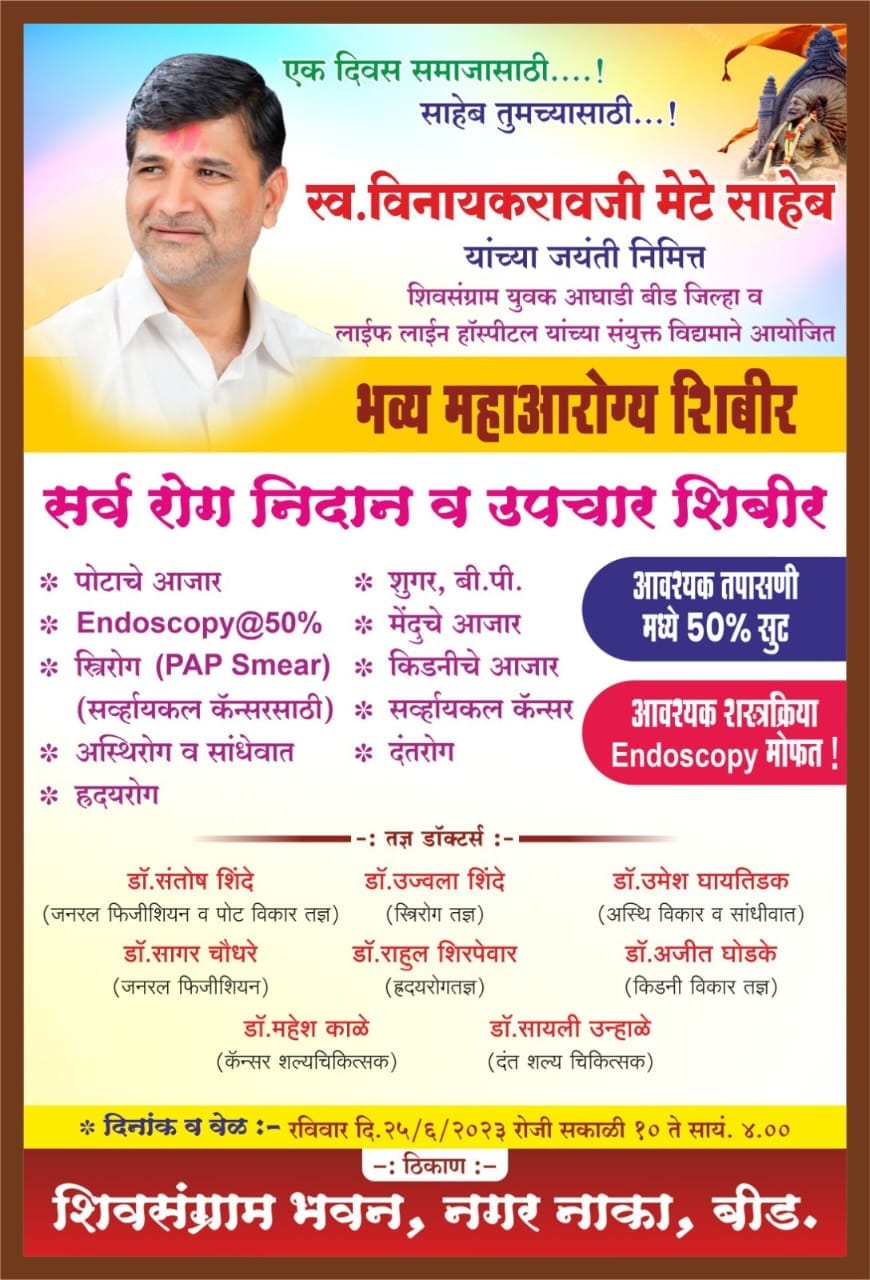 एक दिवस समाजासाठी....!
साहेब तुमच्यासाठी...!
स्व.विनायकरावजी मेटे साहेब
यांच्या जयंती निमित्त
शिवसंग्राम युवक आघाडी बीड जिल्हा व
लाईफ लाईन हॉस्पीटल यांच्या संयुक्त विद्यमाने आयोजित
भव्य महाआरोग्य शिबीर
सर्व रोग निदान व उपचार शिबीर
* पोटाचे आजार
* Endoscopy@50%
* स्त्रिरोग (PAP Smear)
(सर्व्हायकल कॅन्सरसाठी)
* अस्थिरोग व सांधेवात
* ह्रदयरोग
* शुगर, बी.पी.
* मेंदुचे आजार
* किडनीचे आजार
* सर्व्हायकल कॅन्सर
* दंतरोग
आवश्यक तपासणी
मध्ये 50% सुट
आवश्यक शस्त्रक्रिया
Endoscopy मोफत !
-: तज्ञ डॉक्टर्स :-
डॉ.संतोष शिंदे
(जनरल फिजीशियन व पोट विकार तज्ञ)
डॉ.उज्वला शिंदे
(स्त्रिरोग तज्ञ)
डॉ.उमेश घायतिडक
(अस्थि विकार व सांधीवात)
डॉ.सागर चौधरे
(जनरल फिजीशियन)
डॉ.राहुल शिरपेवार
(ह्रदयरोगतज्ञ)
डॉ.अजीत घोडके
(किडनी विकार तज्ञ)
डॉ.महेश काळे
(कॅन्सर शल्यचिकित्सक)
डॉ.सायली उन्हाळे
(दंत शल्य चिकित्सक)
* दिनांक व वेळ :- रविवार दि.२५/६/२०२३ रोजी सकाळी १० ते सायं. ४.००
-: ठिकाण :-
शिवसंग्राम भवन, नगर नाका, बीड.